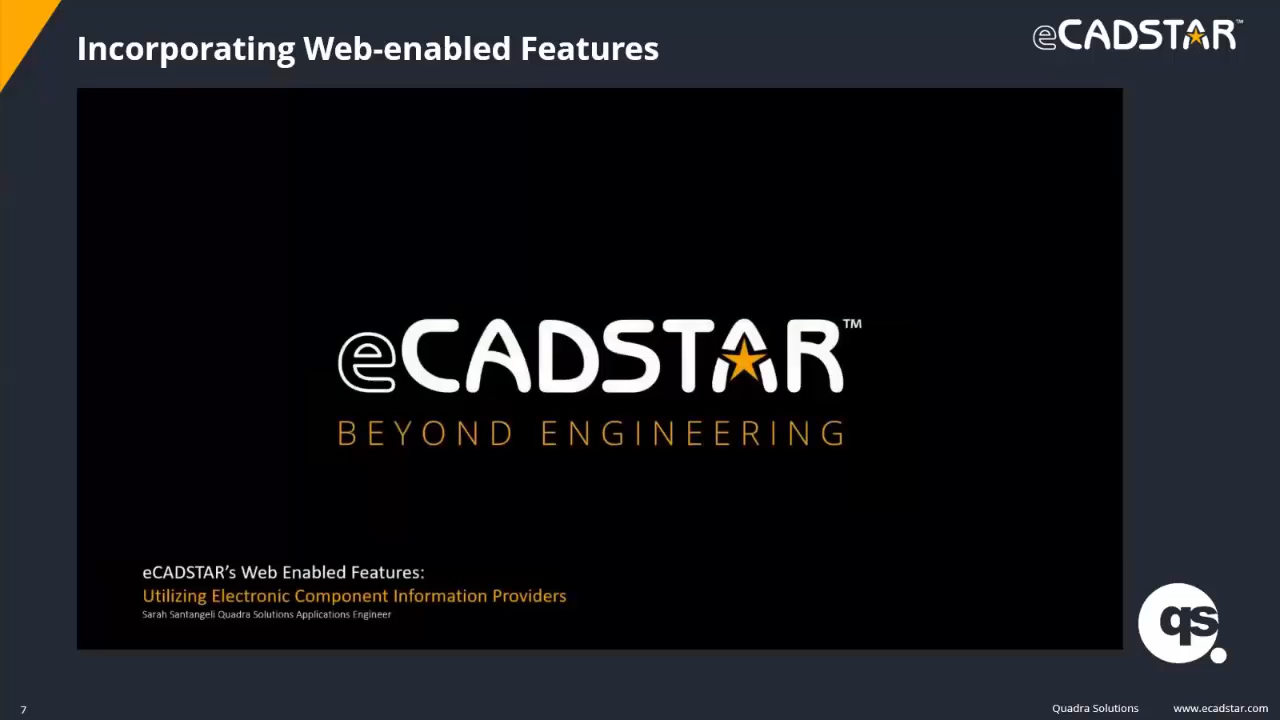 Incorporating Web-enabled Features
eCADSTAR™
eCADSTAR™
BEYOND ENGINEERING
eCADSTAR’s Web Enabled Features:
Utilizing Electronic Component Information Providers
Sarah Santangeli Quadra Solutions Applications Engineer
qs
7
Quadra Solutions
www.ecadstar.com